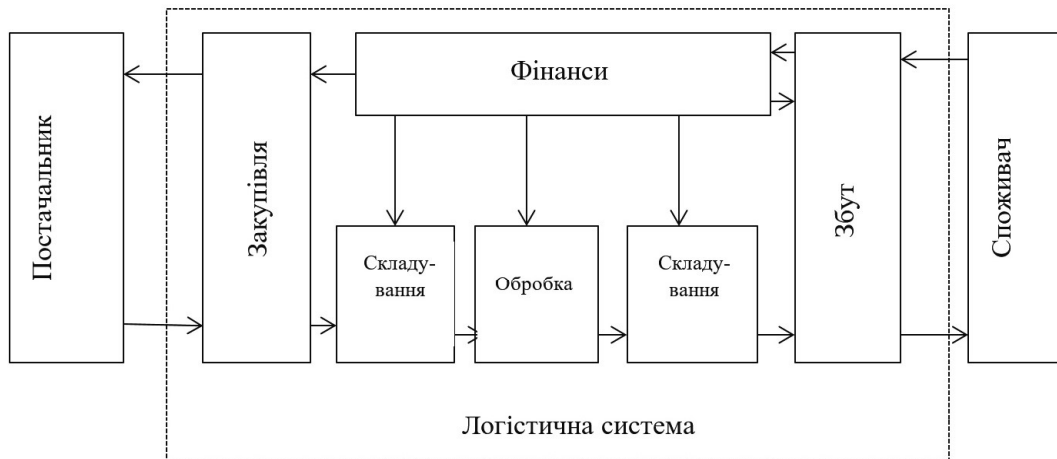 Постачальник
Закупівля
Фінанси
Складу-
вання
Обробка
Складу-
вання
Збут
Споживач
Логістична система